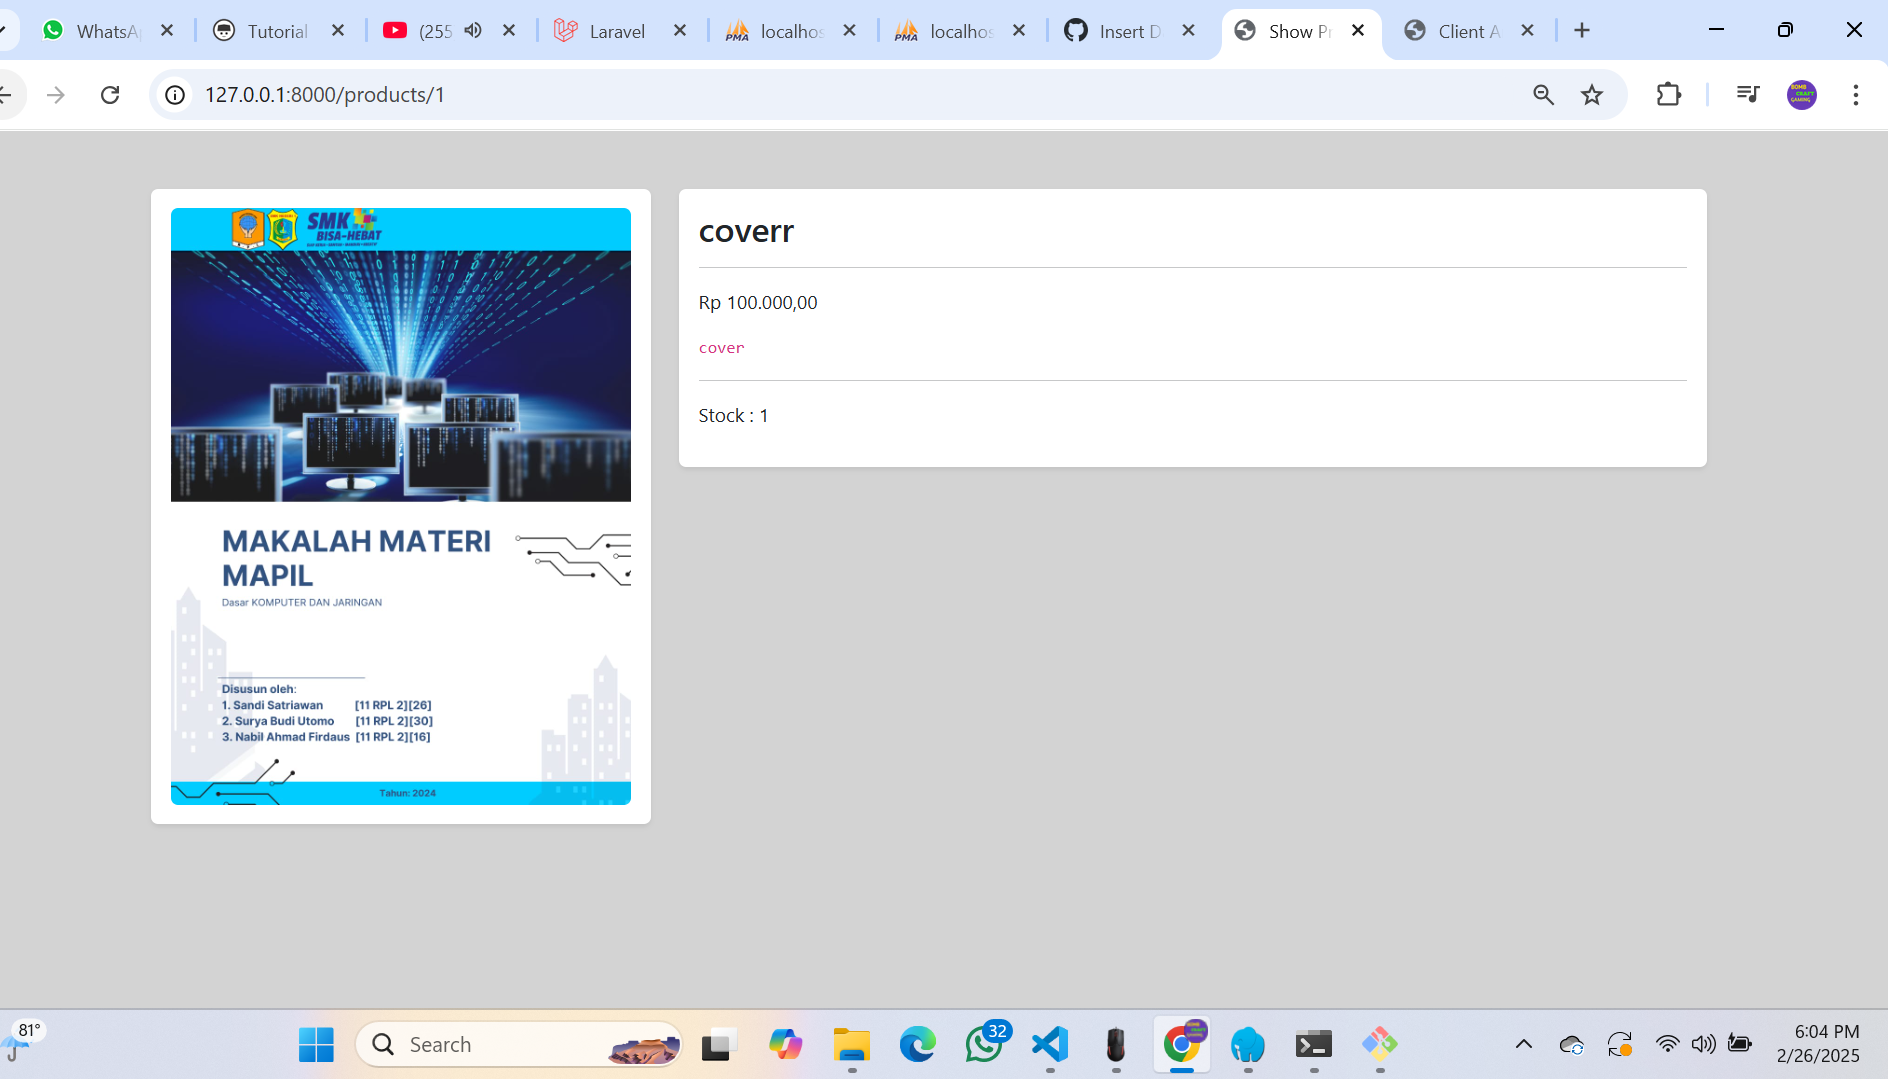 WhatsA
Tutorial
(255
Laravel
localhos
localhos
Insert D
Show Pr
Client A
127.0.0.1:8000/products/1
SMK
BISA-HEBAT
MAKALAH MATERI
MAPIL
Dasar KOMPUTER DAN JARINGAN
Disusun oleh:
1. Sandi Satriawan [11 RPL 2][26]
2. Surya Budi Utomo [11 RPL 2][30]
3. Nabil Ahmad Firdaus [11 RPL 2][16]
Tahun: 2024
coverr
Rp 100.000,00
cover
Stock : 1
81°
Search
32
6:04 PM
2/26/2025